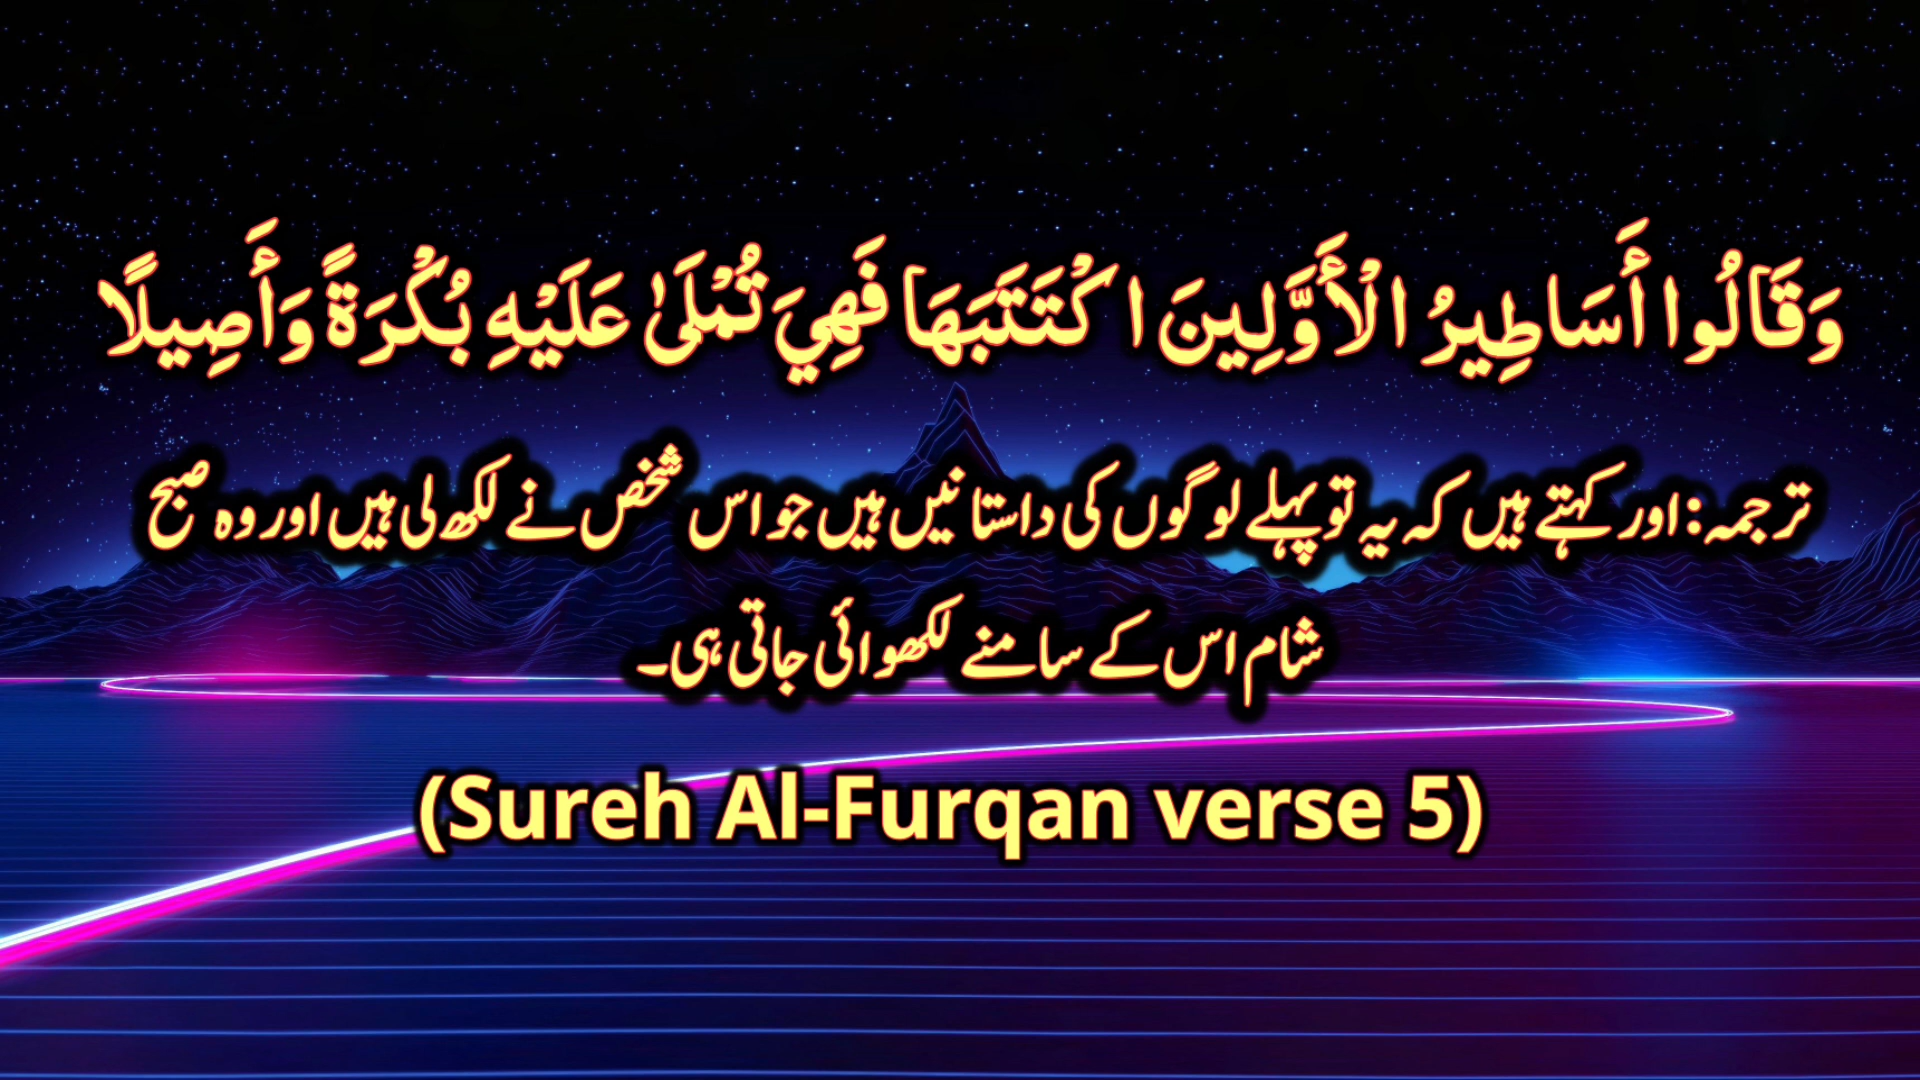 وَقَالُوا أَسَاطِيرُ الْأَوَّلِينَ اكْتَتَبَهَا فَهِيَ تُمْلَىٰ عَلَيْهِ بُكْرَةً وَأَصِيلًا
ترجمہ: اور کہتے ہیں کہ یہ تو پہلے لوگوں کی داستانیں ہیں جو اس شخص نے لکھ لی ہیں اور وہ صبح
شام اس کے سامنے لکھوائی جاتی ہی۔
(Sureh Al-Furqan verse 5)